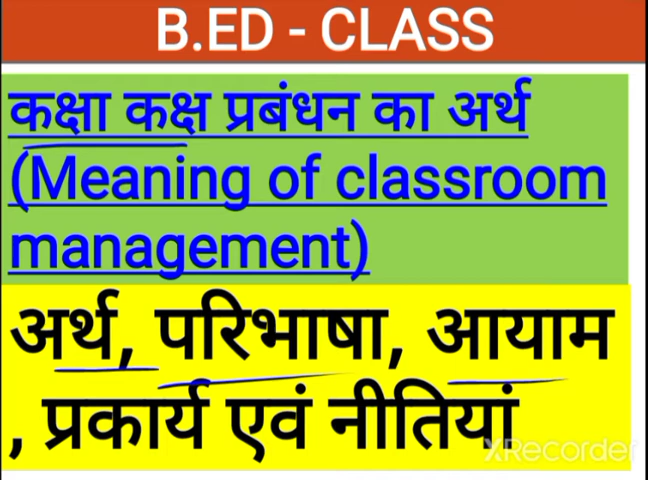 B.ED - CLASS
कक्षा कक्ष प्रबंधन का अर्थ
(Meaning of classroom
management)
अर्थ, परिभाषा, आयाम
, प्रकार्य एवं नीतियां
XRecorder